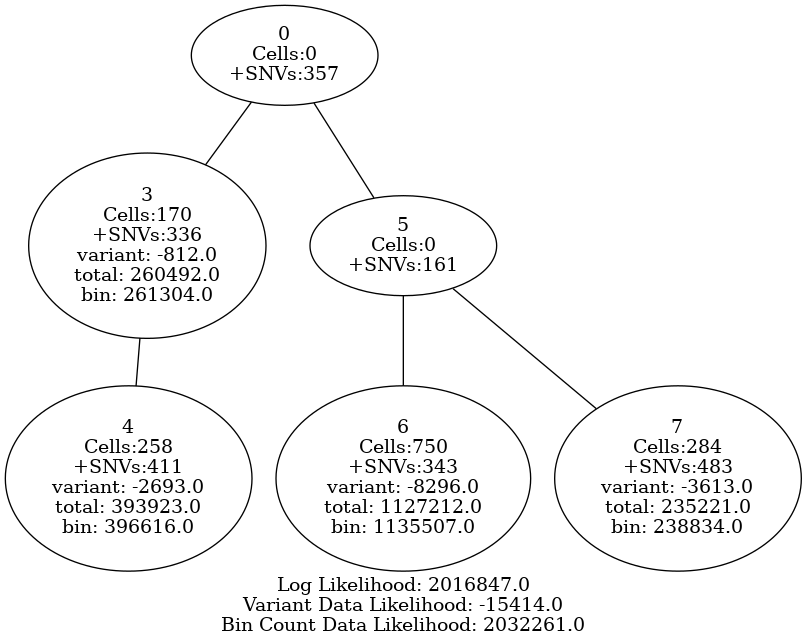 0
Cells:0
+SNVs:357
3
Cells:170
+SNVs:336
variant: -812.0
total: 260492.0
bin: 261304.0
5
Cells:0
+SNVs:161
4
Cells:258
+SNVs:411
variant: -2693.0
total: 393923.0
bin: 396616.0
6
Cells:750
+SNVs:343
variant: -8296.0
total: 1127212.0
bin: 1135507.0
7
Cells:284
+SNVs:483
variant: -3613.0
total: 235221.0
bin: 238834.0
Log Likelihood: 2016847.0
Variant Data Likelihood: -15414.0
Bin Count Data Likelihood: 2032261.0